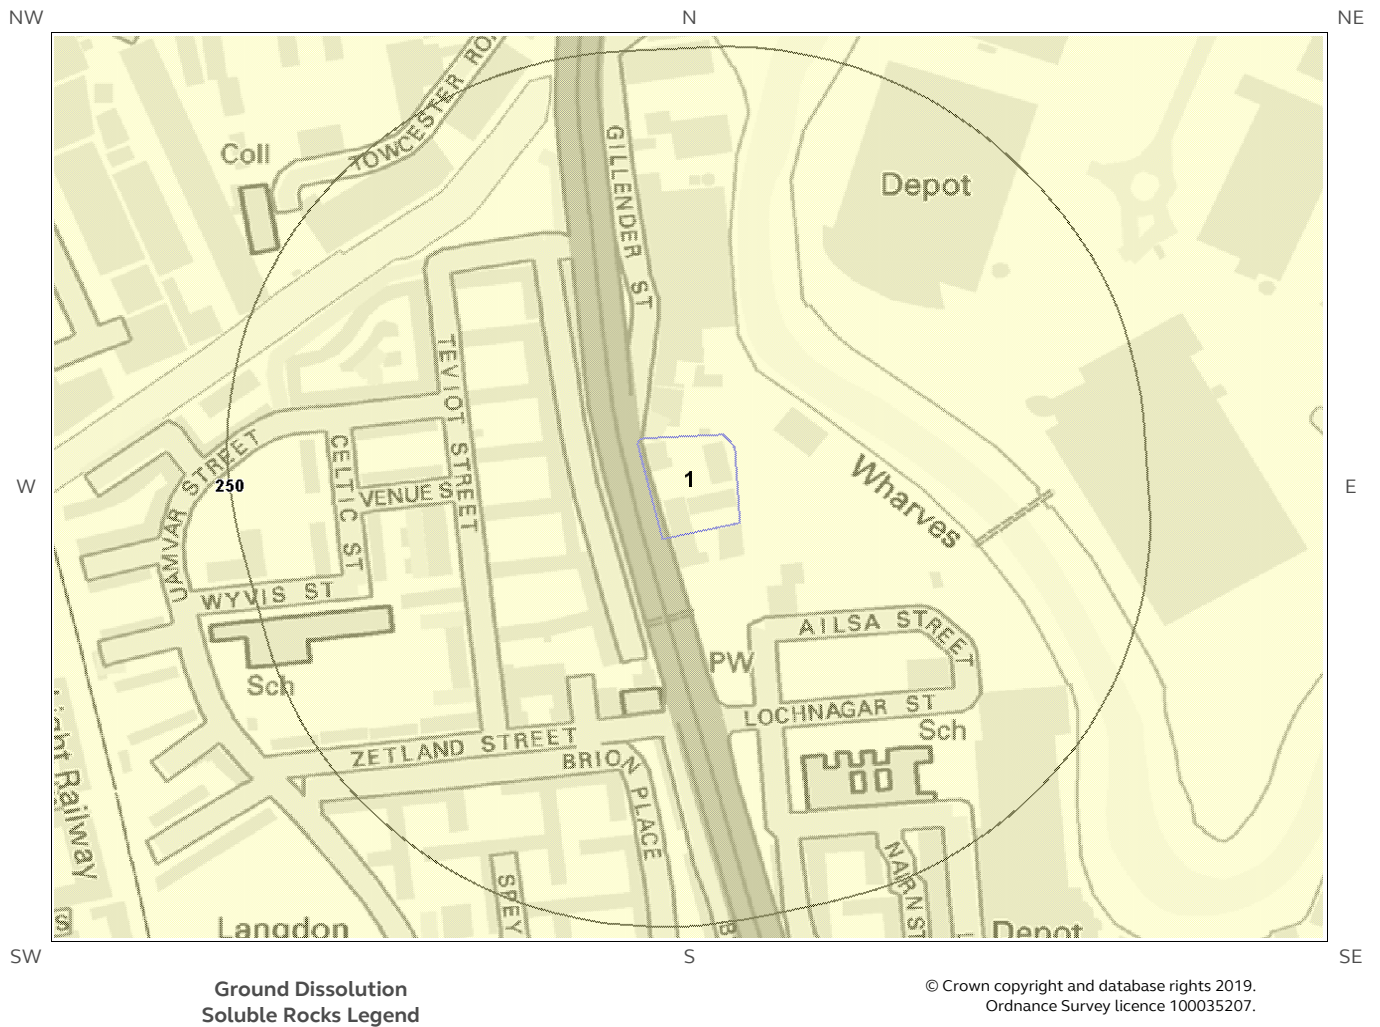 NW
N
NE
TOWCESTER RO
GILLENDER ST
Coll
Depot
TEVIOT STREET
JAMVAR STREET
CELTIC ST
VENUE S
1
W
250
E
Wharves
WYVIS ST
AILSA STREET
PW
Sch
LOCHNAGAR ST
Sch
ZETLAND STREET
BRION PLACE
ght Railway
NAIRN ST
SPEY
Langdon
B
Depot
S
SW
S
SE
Ground Dissolution
Soluble Rocks Legend
© Crown copyright and database rights 2019.
Ordnance Survey licence 100035207.